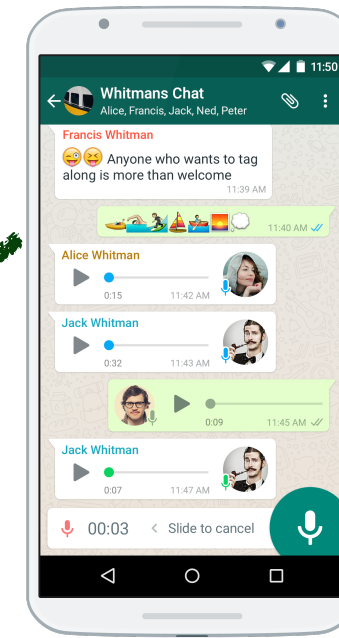 11:50
Whitmans Chat
Alice, Francis, Jack, Ned, Peter
Francis Whitman
😜😝 Anyone who wants to tag
along is more than welcome
11:39 AM
11:40 AM
Alice Whitman
0:15 11:42 AM
Jack Whitman
0:32 11:43 AM
0:09 11:45 AM
Jack Whitman
0:07 11:47 AM
00:03 < Slide to cancel